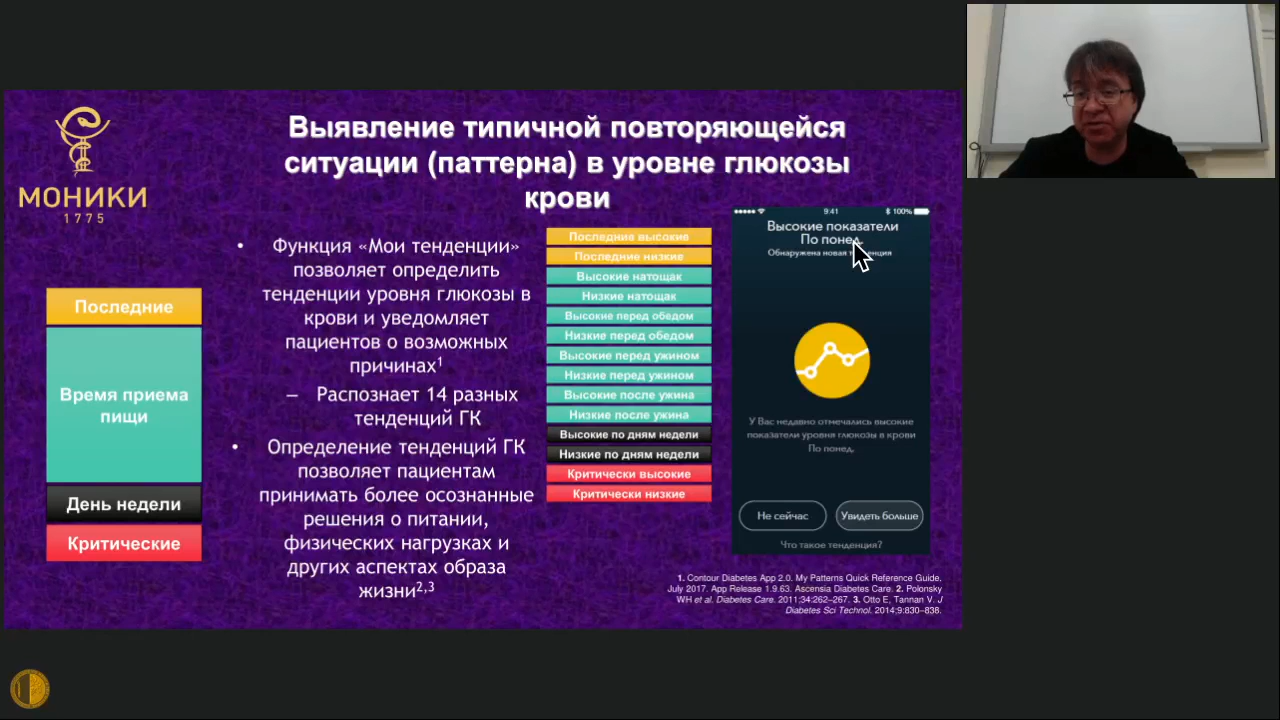 МОНИКИ
1775
Выявление типичной повторяющейся
ситуации (паттерна) в уровне глюкозы
крови
Последние
Время приема
пищи
День недели
Критические
• Функция «Мои тенденции»
позволяет определить
тенденции уровня глюкозы в
крови и уведомляет
пациентов о возможных
причинах1
– Распознает 14 разных
тенденций ГК
• Определение тенденций ГК
позволяет пациентам
принимать более осознанные
решения о питании,
физических нагрузках и
других аспектах образа
жизни2,3
Последние высокие
Последние низкие
Высокие натощак
Низкие натощак
Высокие перед обедом
Низкие перед обедом
Высокие перед ужином
Низкие перед ужином
Высокие после ужина
Низкие после ужина
Высокие по дням недели
Низкие по дням недели
Критически высокие
Критически низкие
9:41
100%
Высокие показатели
По понед.
Обнаружена новая тенденция
У Вас недавно отмечались высокие
показатели уровня глюкозы в крови
По понед.
Не сейчас
Увидеть больше
Что такое тенденция?
1. Contour Diabetes App 2.0. My Patterns Quick Reference Guide.
July 2017. App Release 1.9.63. Ascensia Diabetes Care. 2. Polonsky
WH et al. Diabetes Care. 2011;34:262–267. 3. Otto E, Tannan V. J
Diabetes Sci Technol. 2014;9:830–838.